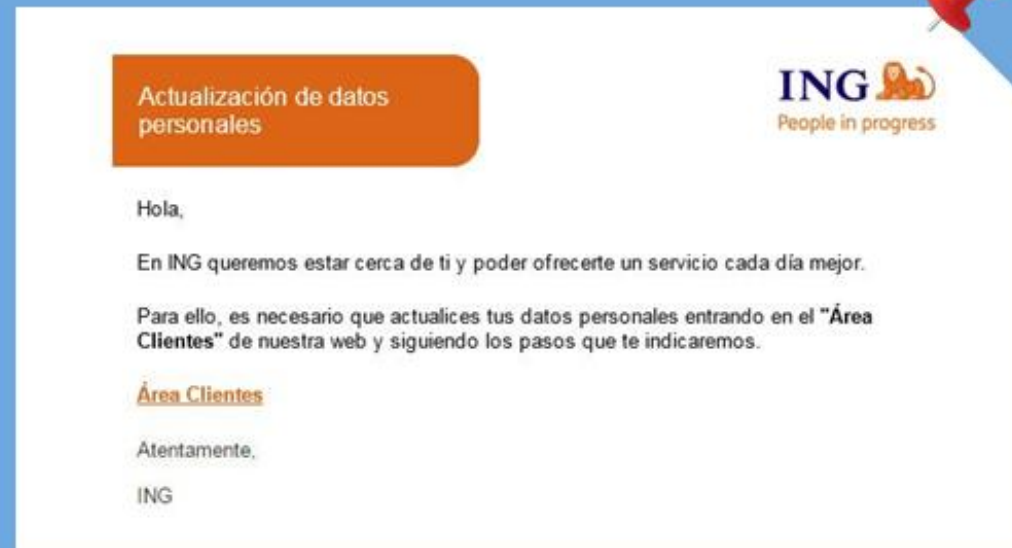 Actualización de datos
personales
ING
People in progress
Hola,
En ING queremos estar cerca de ti y poder ofrecerte un servicio cada día mejor.
Para ello, es necesario que actualices tus datos personales entrando en el "Área
Clientes" de nuestra web y siguiendo los pasos que te indicaremos.
Área Clientes
Atentamente,
ING